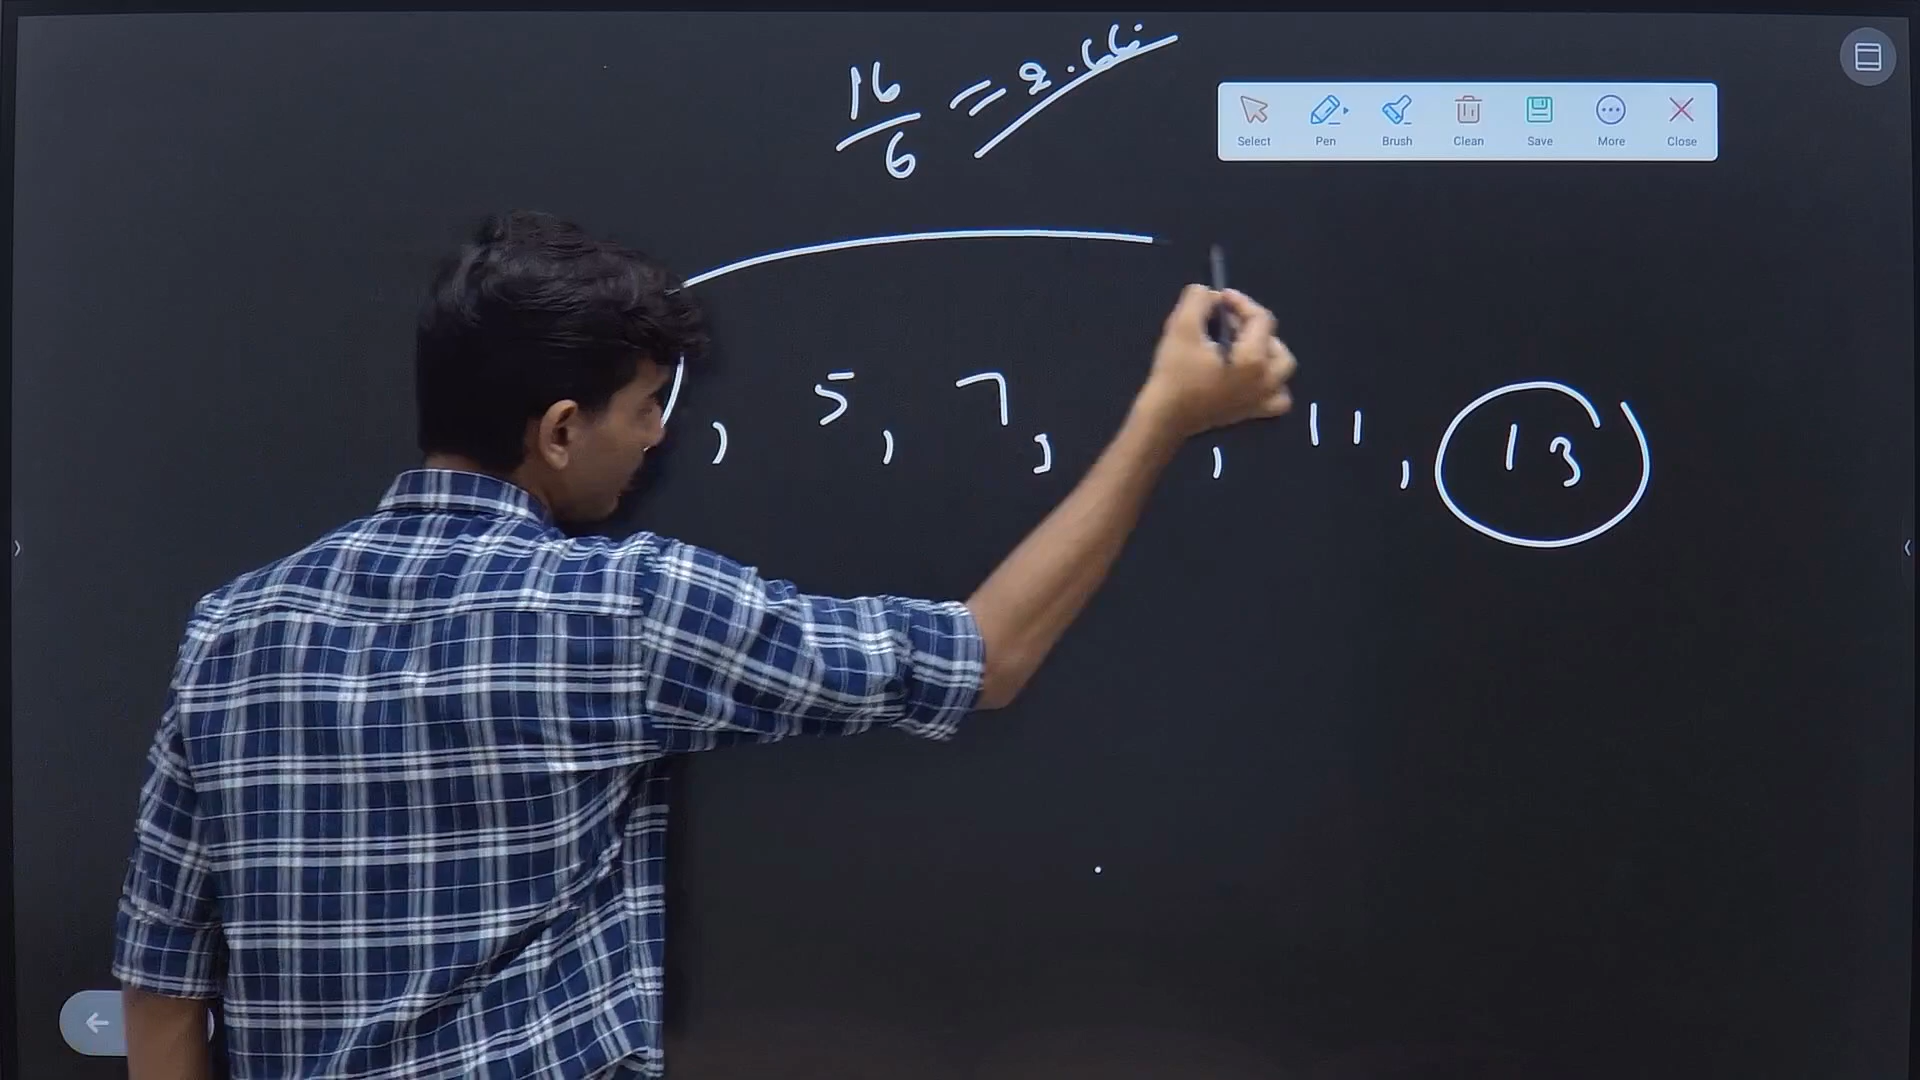 16/6 = 2.66
Select Pen Brush Clean Save More Close
, 5, 7, , 11, 13